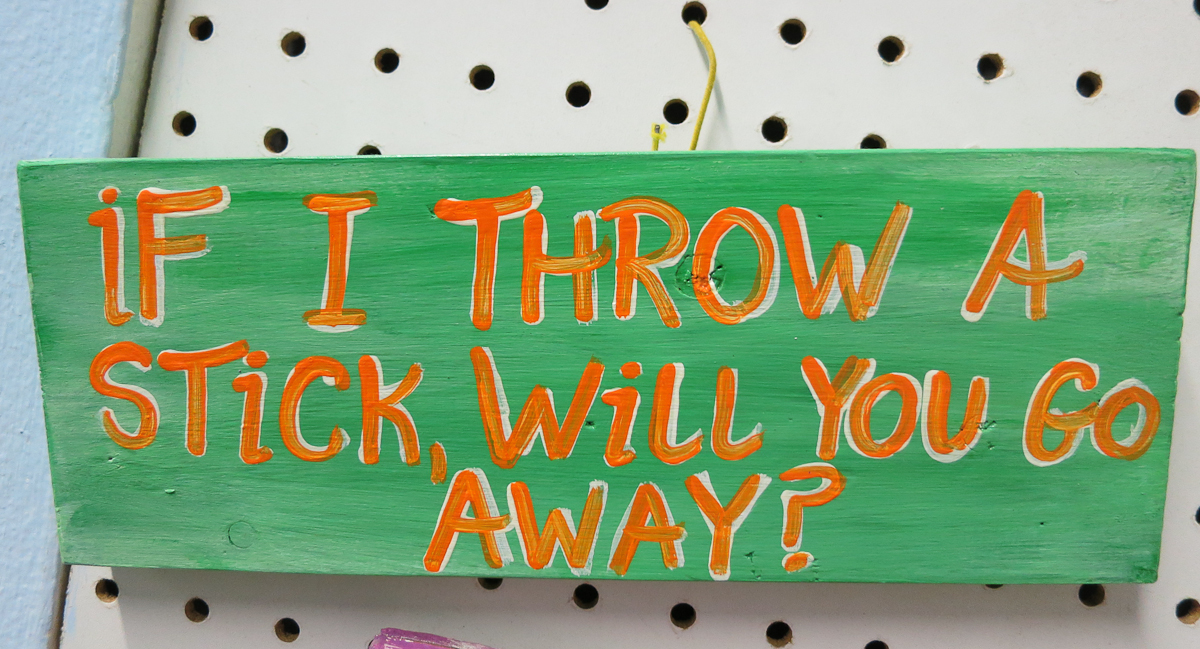 iF I THROW A
STiCK, WiLL YOU GO
AWAY?